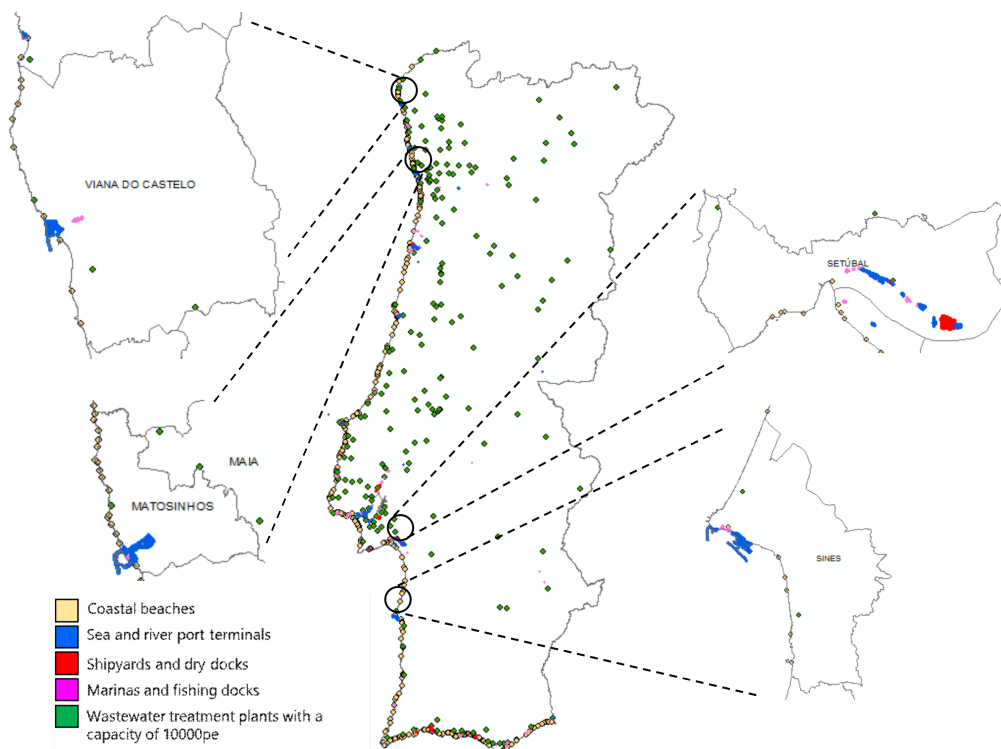 VIANA DO CASTELO
SETÚBAL
MAIA
MATOSINHOS
SINES
Coastal beaches
Sea and river port terminals
Shipyards and dry docks
Marinas and fishing docks
Wastewater treatment plants with a
capacity of 10000pe